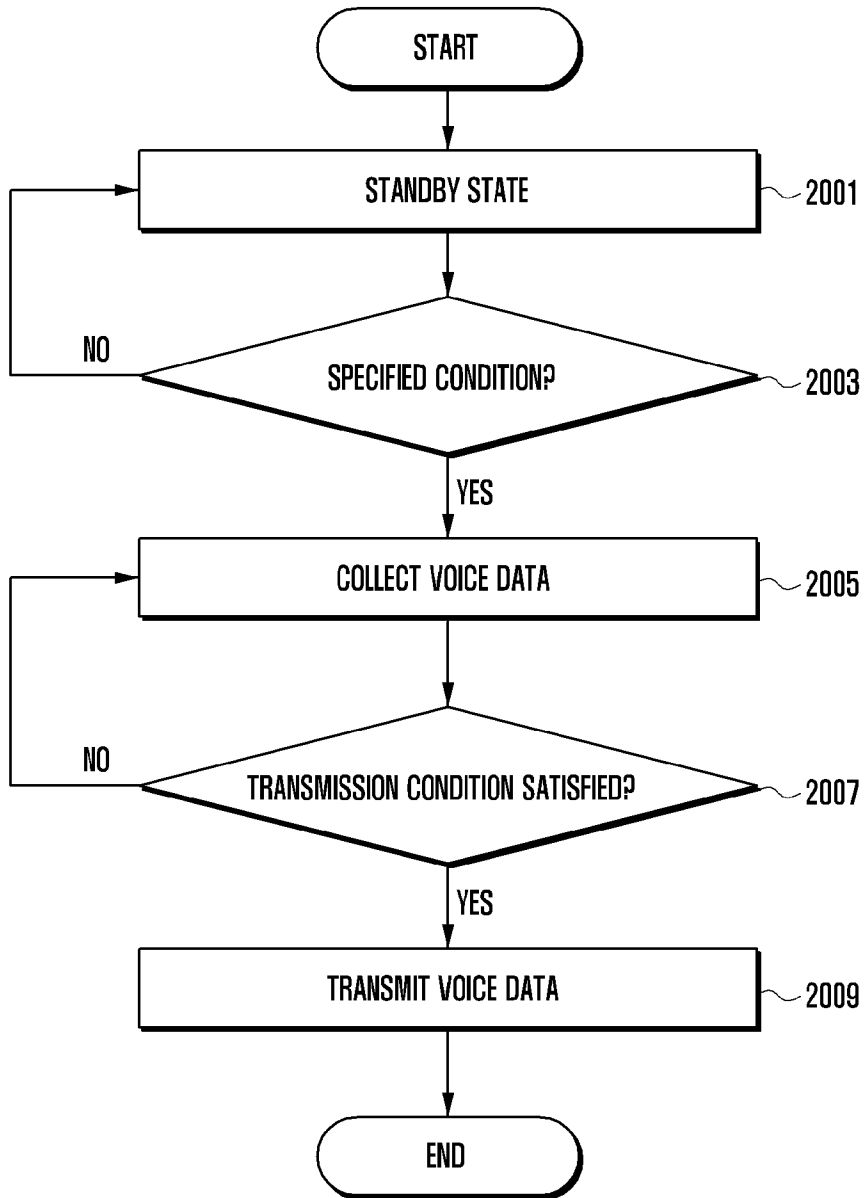 START
STANDBY STATE
2001
NO
SPECIFIED CONDITION?
2003
YES
COLLECT VOICE DATA
2005
NO
TRANSMISSION CONDITION SATISFIED?
2007
YES
TRANSMIT VOICE DATA
2009
END